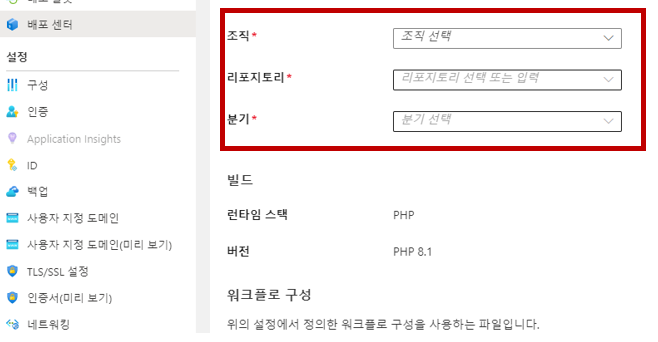 배포 센터
설정
구성
인증
Application Insights
ID
백업
사용자 지정 도메인
사용자 지정 도메인(미리 보기)
TLS/SSL 설정
인증서(미리 보기)
네트워킹
조직* 조직 선택
리포지토리* 리포지토리 선택 또는 입력
분기* 분기 선택
빌드
런타임 스택 PHP
버전 PHP 8.1
워크플로 구성
위의 설정에서 정의한 워크플로 구성을 사용하는 파일입니다.